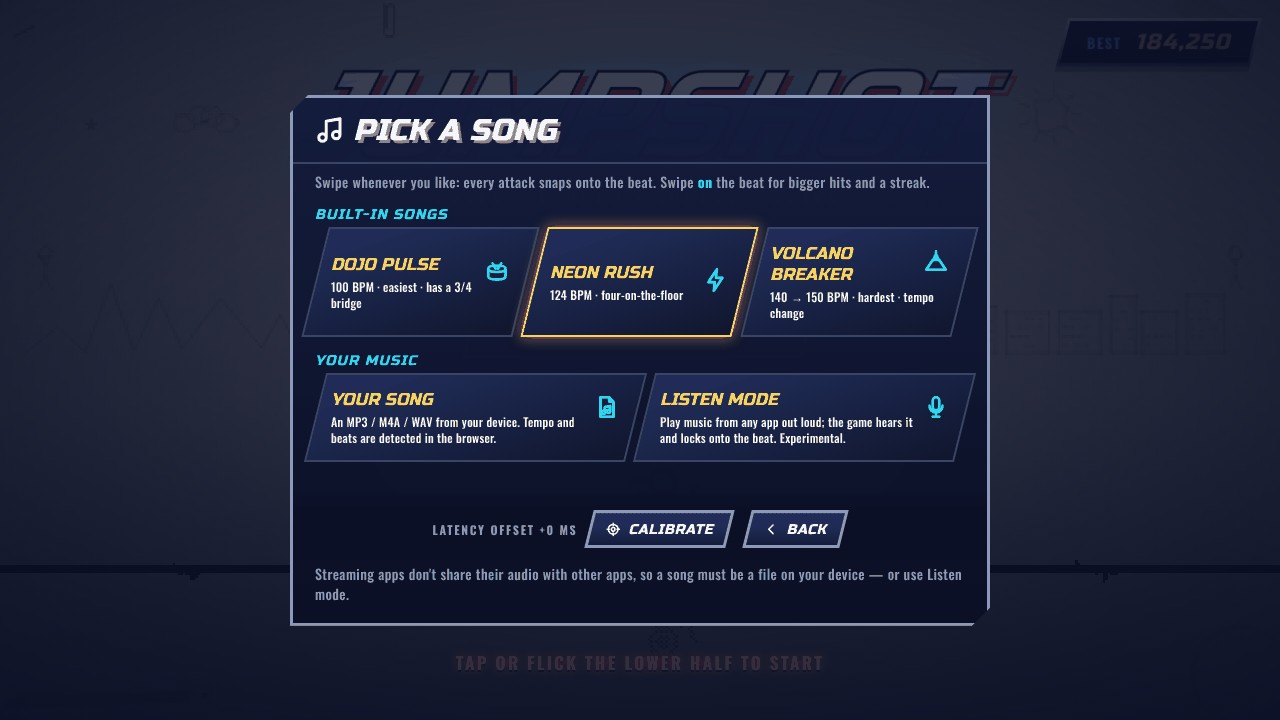 BEST 184,250
JUMPSHOT
PICK A SONG
Swipe whenever you like: every attack snaps onto the beat. Swipe on the beat for bigger hits and a streak.
BUILT-IN SONGS
DOJO PULSE
100 BPM · easiest · has a 3/4
bridge
NEON RUSH
124 BPM · four-on-the-floor
VOLCANO
BREAKER
140 → 150 BPM · hardest · tempo
change
YOUR MUSIC
YOUR SONG
An MP3 / M4A / WAV from your device. Tempo and
beats are detected in the browser.
LISTEN MODE
Play music from any app out loud; the game hears it
and locks onto the beat. Experimental.
LATENCY OFFSET +0 MS
CALIBRATE
BACK
Streaming apps don't share their audio with other apps, so a song must be a file on your device — or use Listen
mode.
TAP OR FLICK THE LOWER HALF TO START